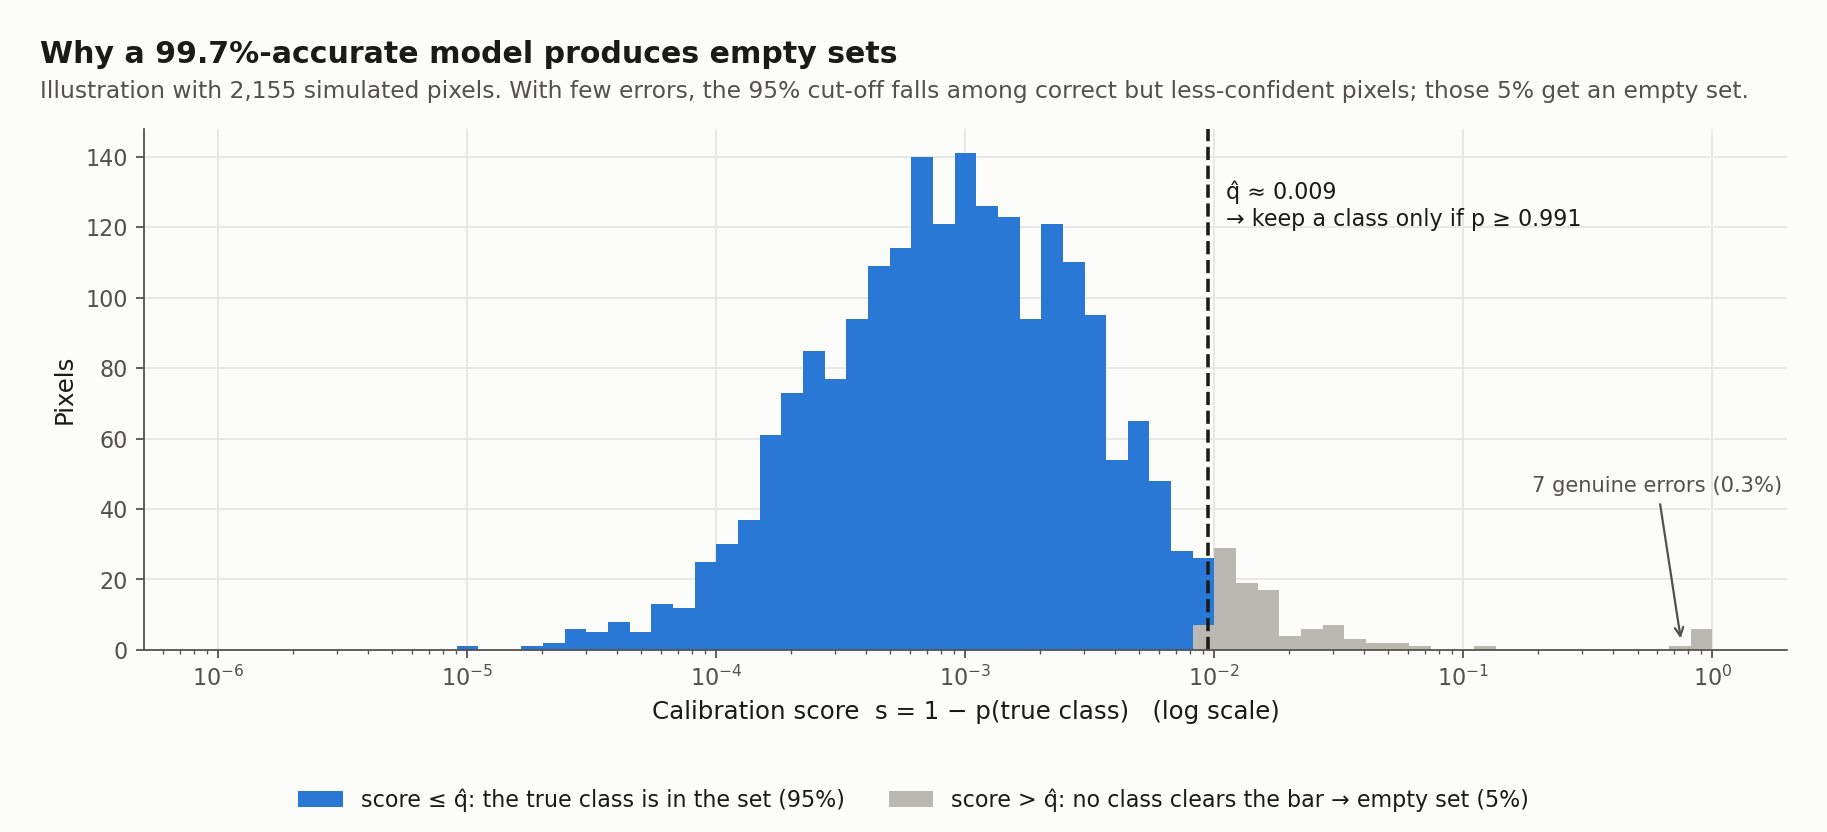 Why a 99.7%-accurate model produces empty sets
Illustration with 2,155 simulated pixels. With few errors, the 95% cut-off falls among correct but less-confident pixels; those 5% get an empty set.
140
120
100
80
60
40
20
0
Pixels
q̂ ≈ 0.009
→ keep a class only if p ≥ 0.991
7 genuine errors (0.3%)
10⁻⁶ 10⁻⁵ 10⁻⁴ 10⁻³ 10⁻² 10⁻¹ 10⁰
Calibration score s = 1 − p(true class) (log scale)
score ≤ q̂: the true class is in the set (95%)
score > q̂: no class clears the bar → empty set (5%)